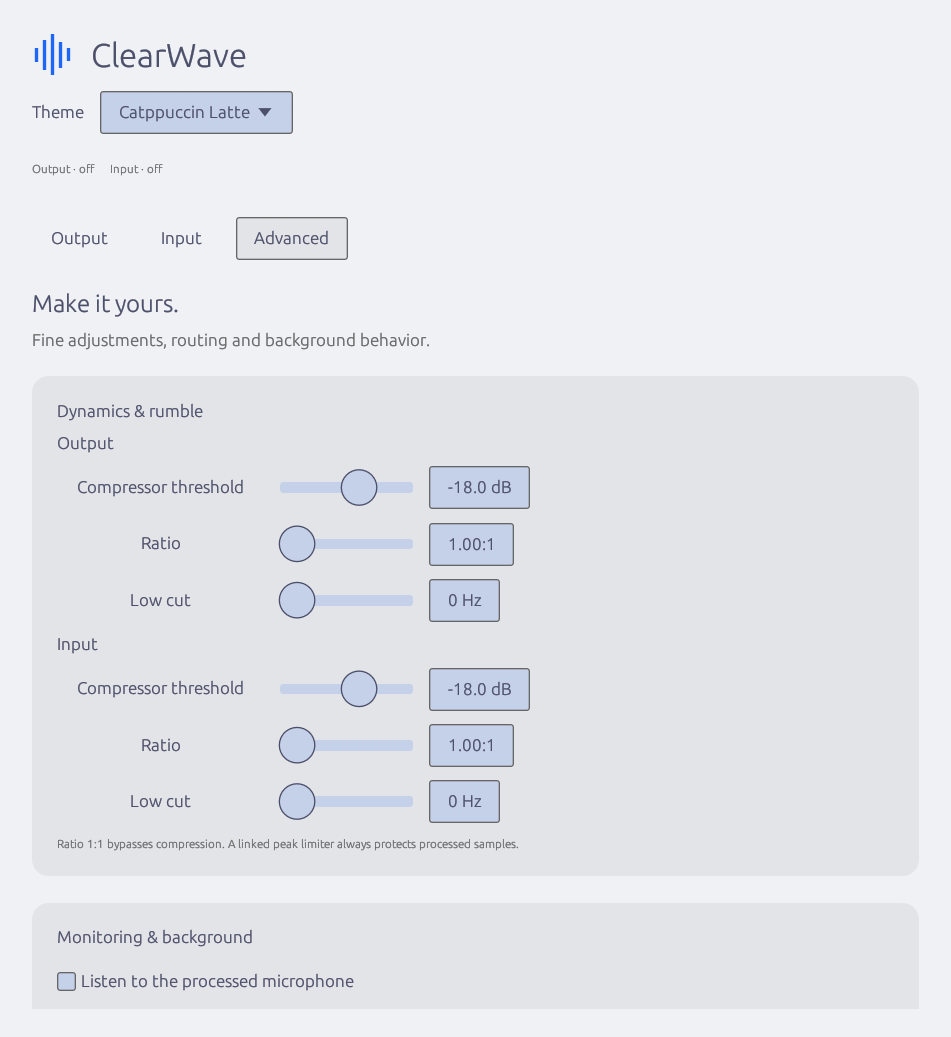 ClearWave
Theme Catppuccin Latte
Output · off Input · off
Output Input Advanced
Make it yours.
Fine adjustments, routing and background behavior.
Dynamics & rumble
Output
Compressor threshold -18.0 dB
Ratio 1.00:1
Low cut 0 Hz
Input
Compressor threshold -18.0 dB
Ratio 1.00:1
Low cut 0 Hz
Ratio 1:1 bypasses compression. A linked peak limiter always protects processed samples.
Monitoring & background
Listen to the processed microphone